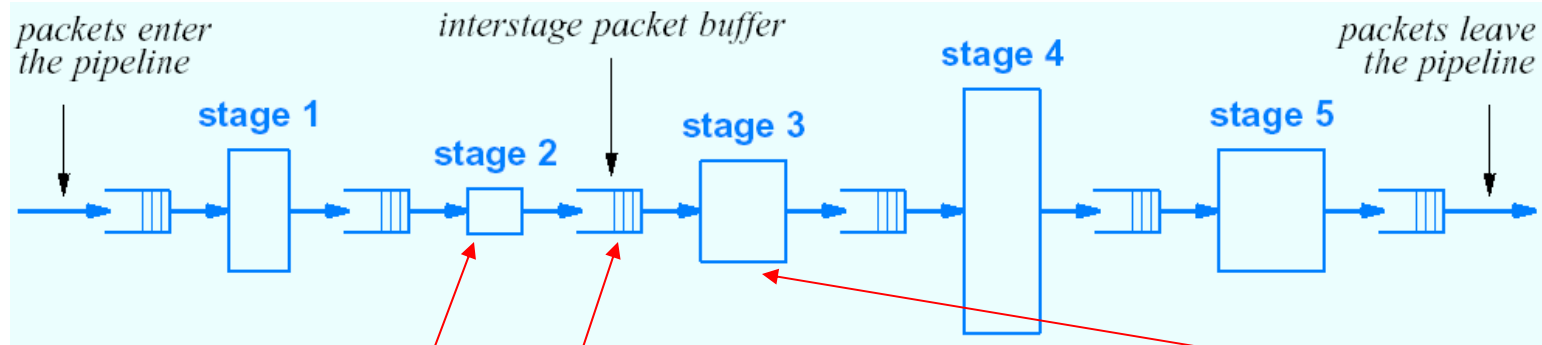 packets enter
the pipeline
interstage packet buffer
packets leave
the pipeline
stage 1
stage 2
stage 3
stage 4
stage 5